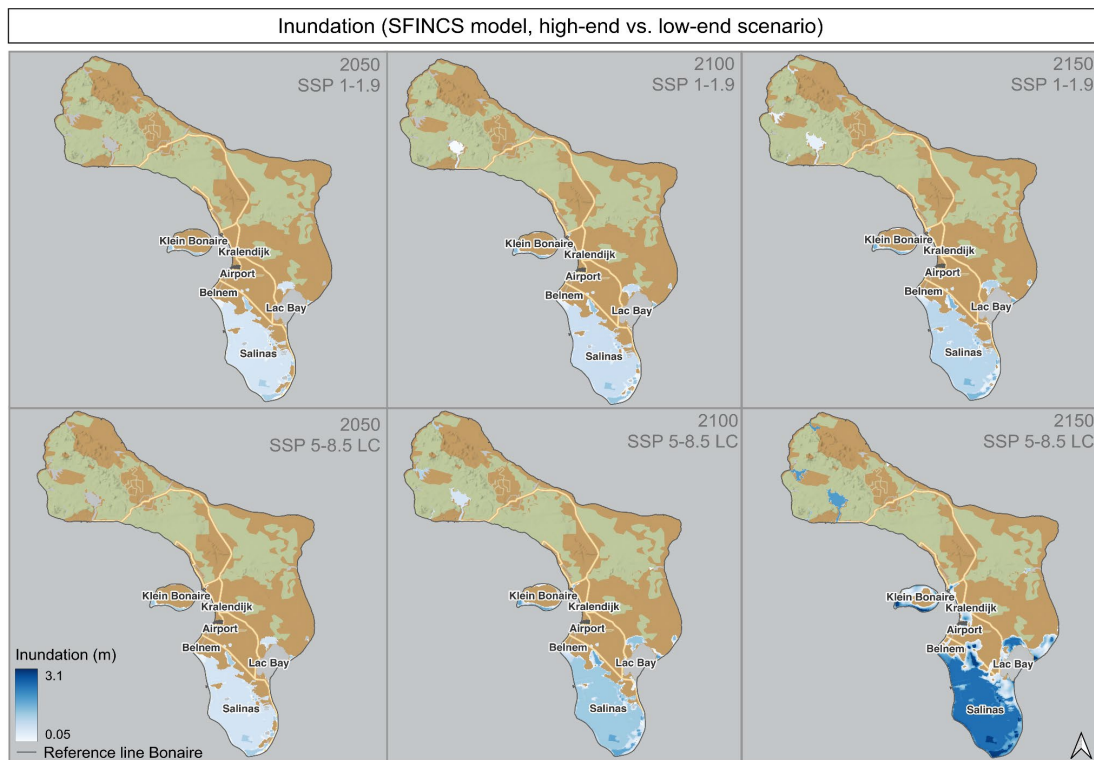 Inundation (SFINCS model, high-end vs. low-end scenario)
2050
SSP 1-1.9
Klein Bonaire
Kralendijk
Airport
Belnem
Lac Bay
Salinas
2100
SSP 1-1.9
Klein Bonaire
Kralendijk
Airport
Belnem
Lac Bay
Salinas
2150
SSP 1-1.9
Klein Bonaire
Kralendijk
Airport
Belnem
Lac Bay
Salinas
2050
SSP 5-8.5 LC
Klein Bonaire
Kralendijk
Airport
Belnem
Lac Bay
Salinas
Inundation (m)
3.1
0.05
Reference line Bonaire
2100
SSP 5-8.5 LC
Klein Bonaire
Kralendijk
Airport
Belnem
Lac Bay
Salinas
2150
SSP 5-8.5 LC
Klein Bonaire
Kralendijk
Airport
Belnem
Lac Bay
Salinas